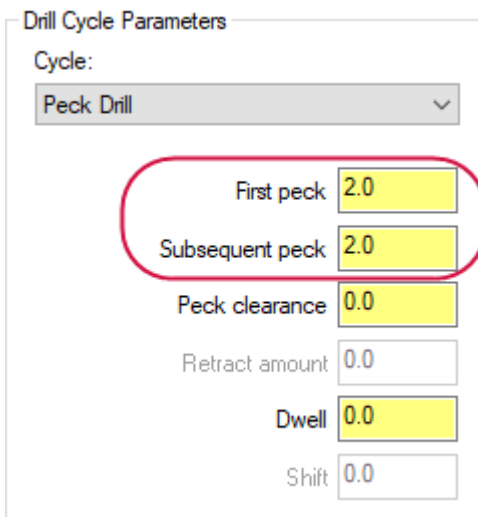 Drill Cycle Parameters
Cycle:
Peck Drill
First peck 2.0
Subsequent peck 2.0
Peck clearance 0.0
Retract amount 0.0
Dwell 0.0
Shift 0.0